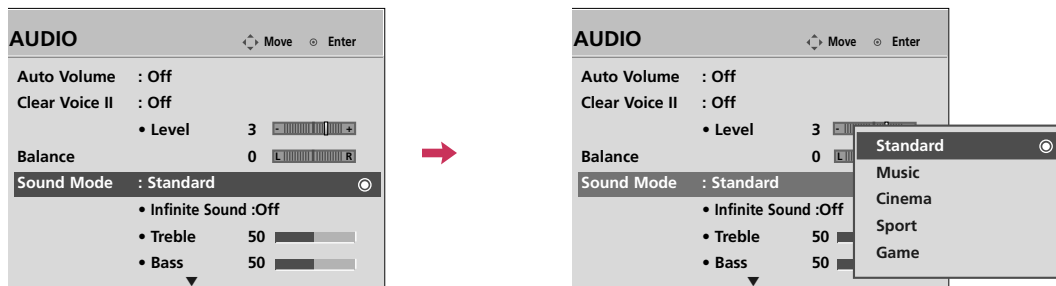 AUDIO Move Enter
Auto Volume : Off
Clear Voice II : Off
• Level 3 - +
Balance 0 L R
Sound Mode : Standard
• Infinite Sound :Off
• Treble 50
• Bass 50
AUDIO Move Enter
Auto Volume : Off
Clear Voice II : Off
• Level 3 -
Balance 0 L
Sound Mode : Standard
• Infinite Sound :Off
• Treble 50
• Bass 50
Standard
Music
Cinema
Sport
Game